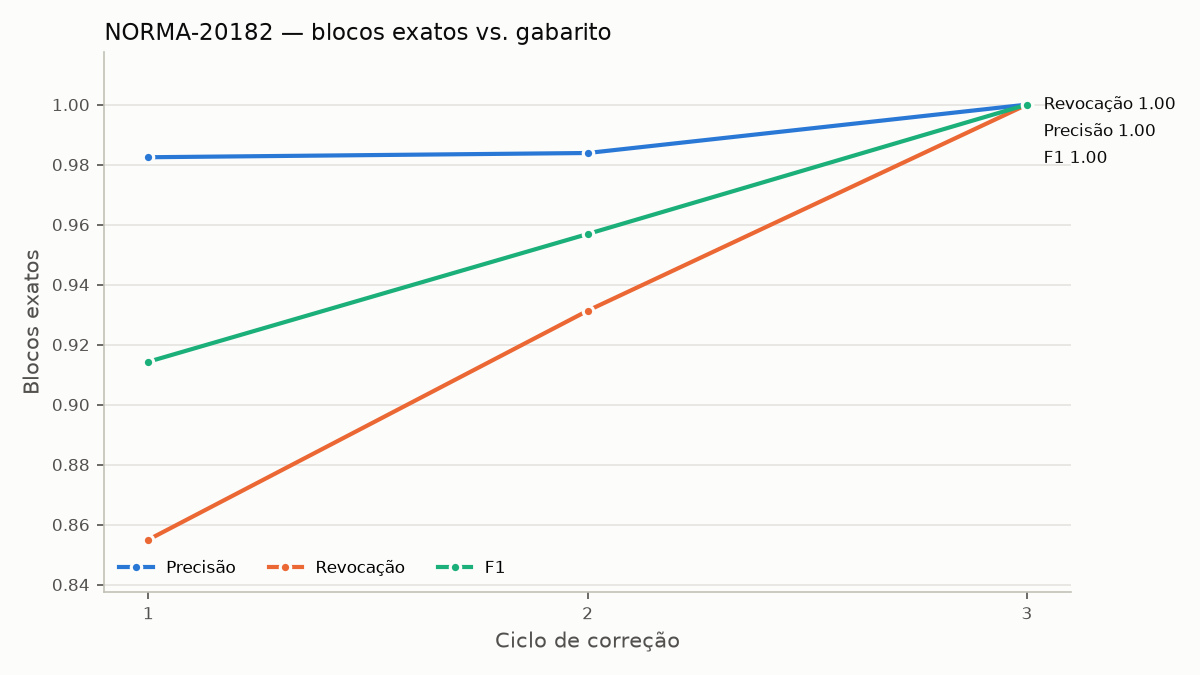 NORMA-20182 — blocos exatos vs. gabarito
Blocos exatos
1.00
0.98
0.96
0.94
0.92
0.90
0.88
0.86
0.84
Revocação 1.00
Precisão 1.00
F1 1.00
Precisão
Revocação
F1
1
2
3
Ciclo de correção